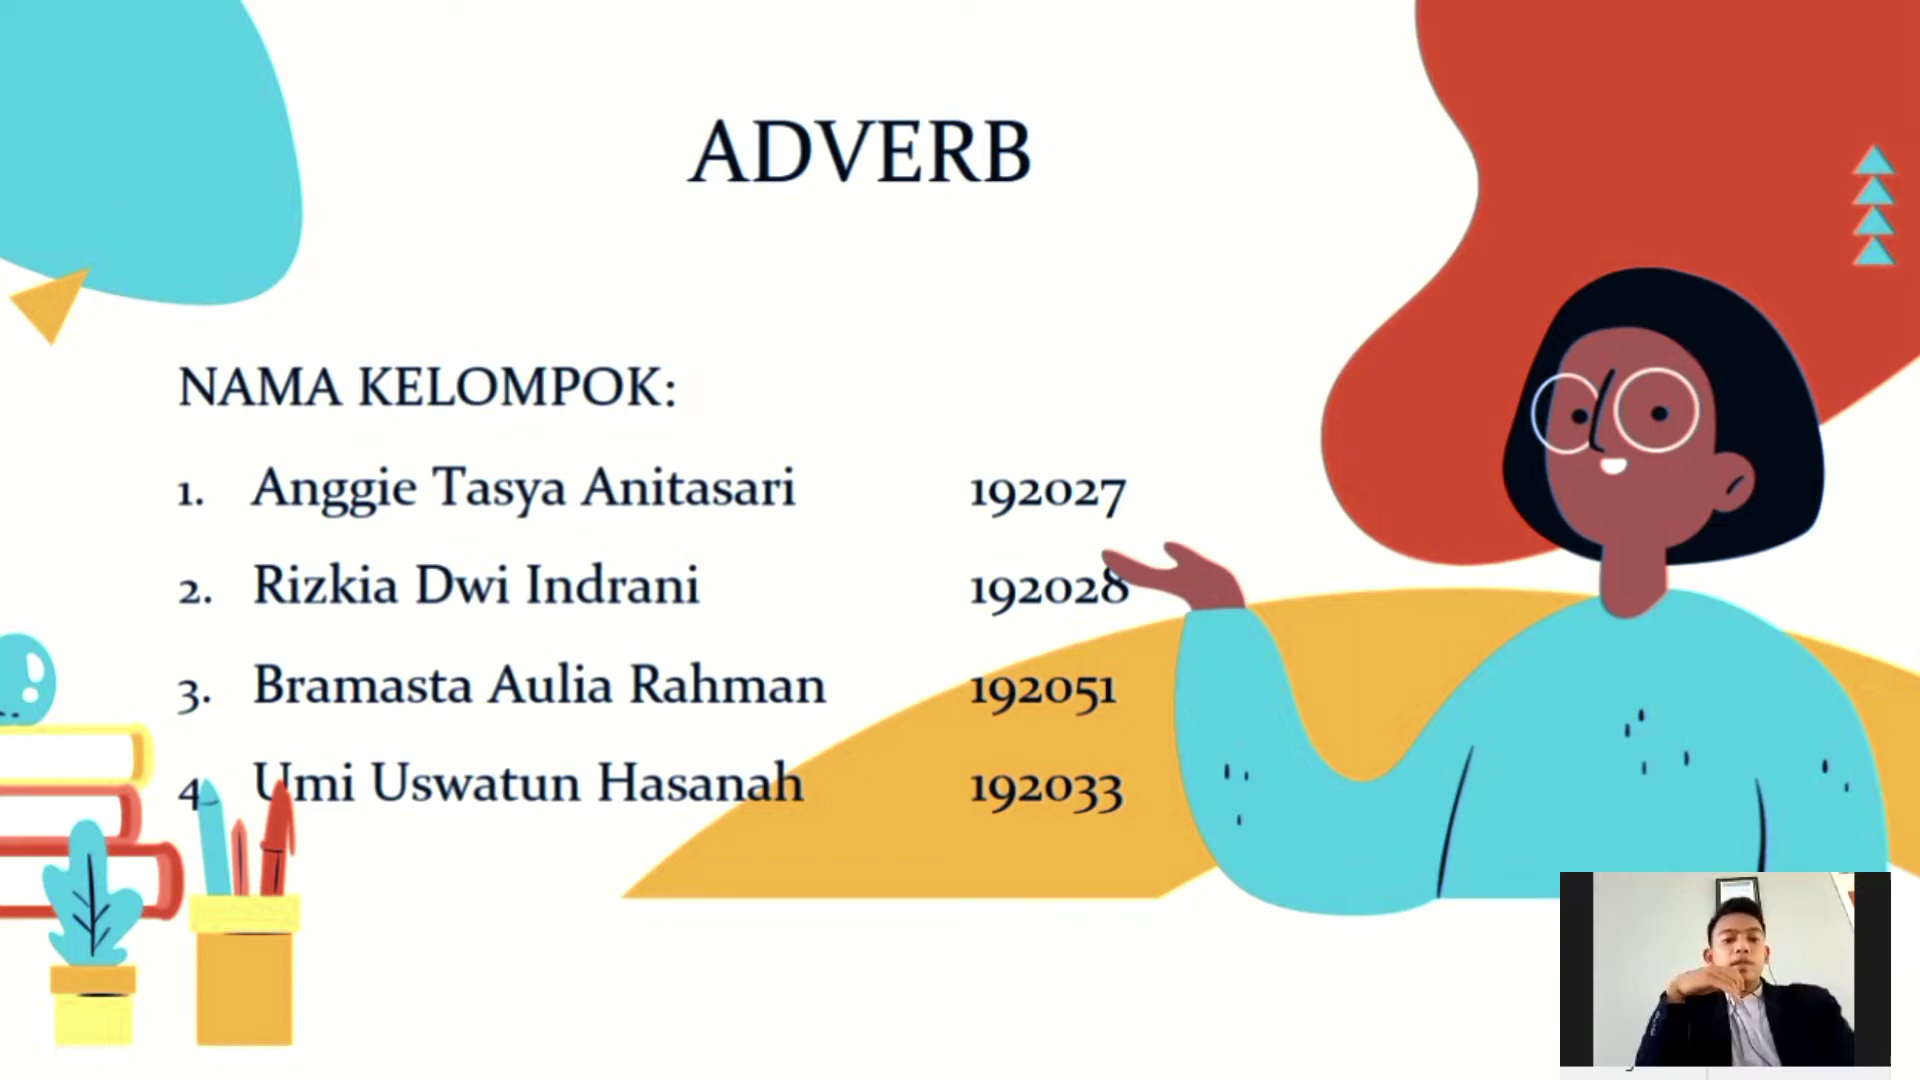 ADVERB
NAMA KELOMPOK:
1. Anggie Tasya Anitasari 192027
2. Rizkia Dwi Indrani 192028
3. Bramasta Aulia Rahman 192051
4. Umi Uswatun Hasanah 192033